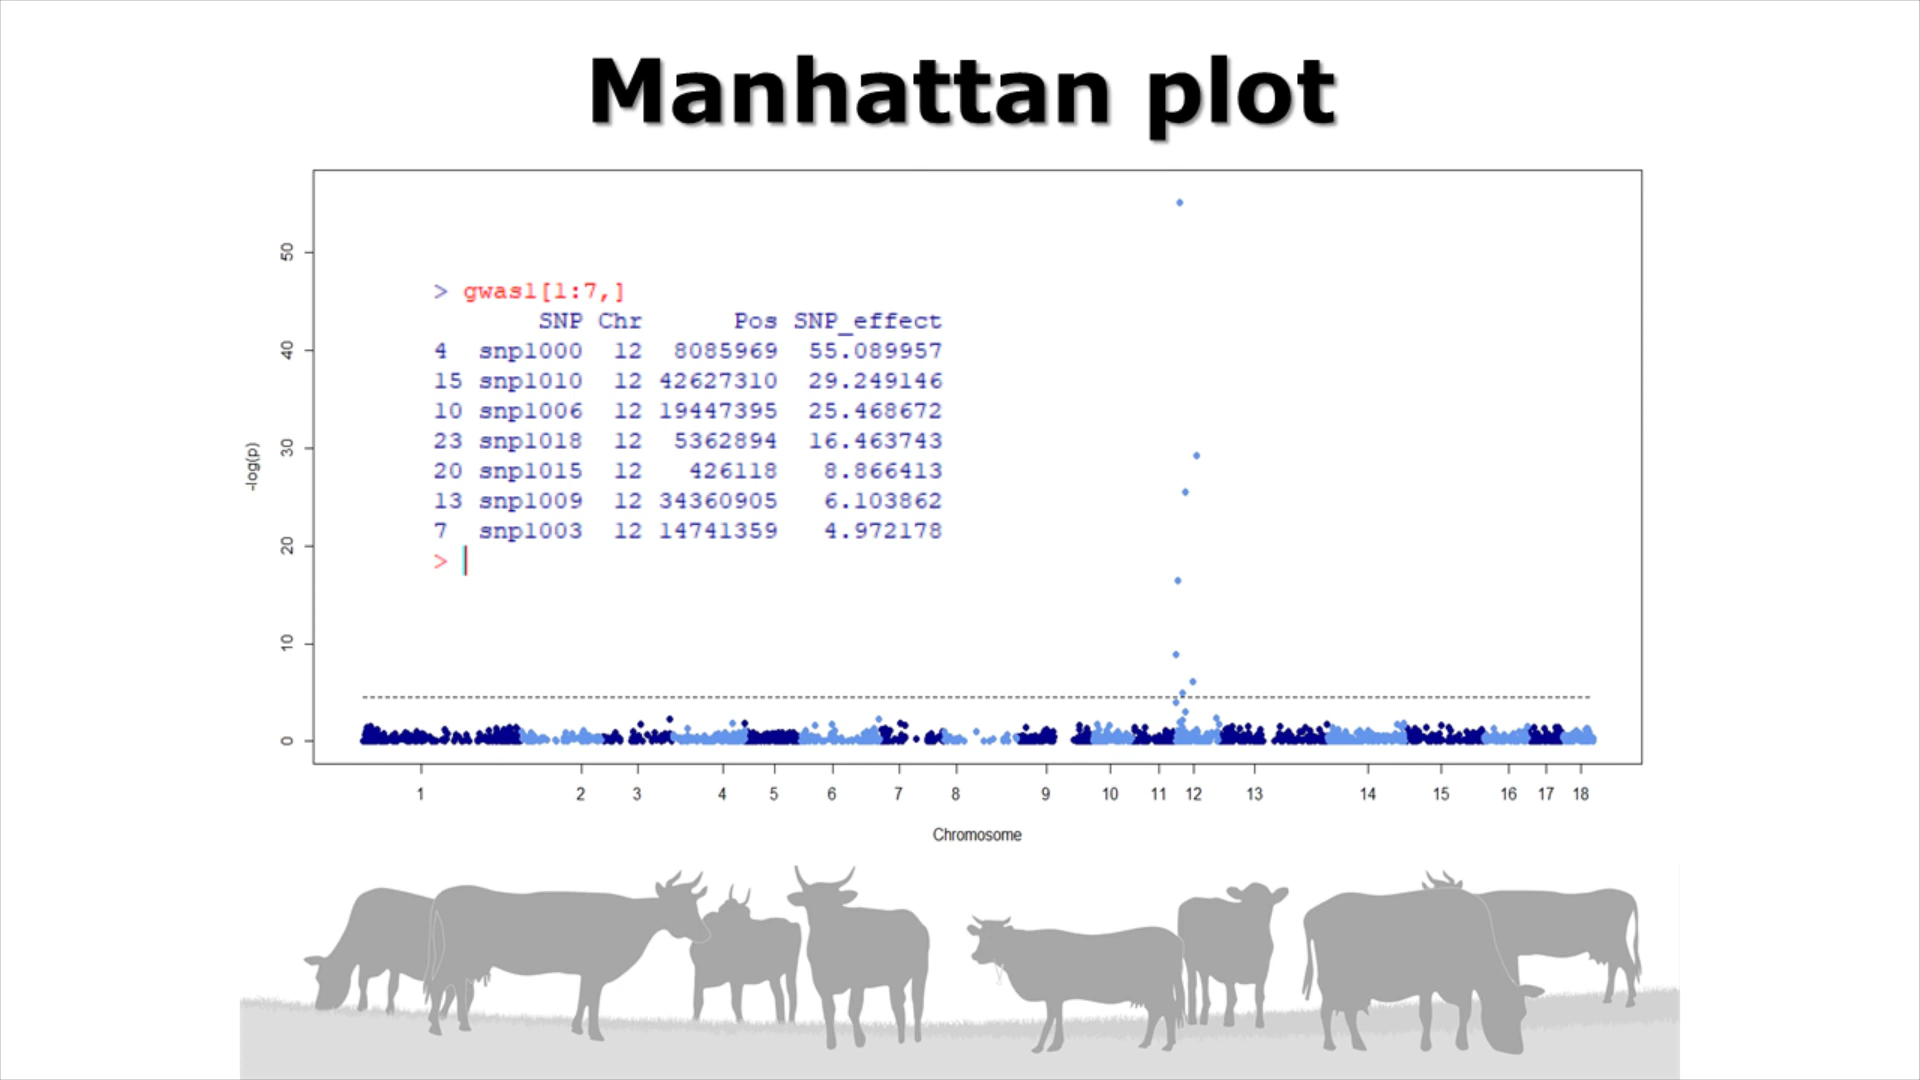 Manhattan plot
50
40
30
20
10
0
-log(p)
> gwas1[1:7,]
SNP Chr Pos SNP_effect
4 snp1000 12 8085969 55.089957
15 snp1010 12 42627310 29.249146
10 snp1006 12 19447395 25.468672
23 snp1018 12 5362894 16.463743
20 snp1015 12 426118 8.866413
13 snp1009 12 34360905 6.103862
7 snp1003 12 14741359 4.972178
>
1 2 3 4 5 6 7 8 9 10 11 12 13 14 15 16 17 18
Chromosome